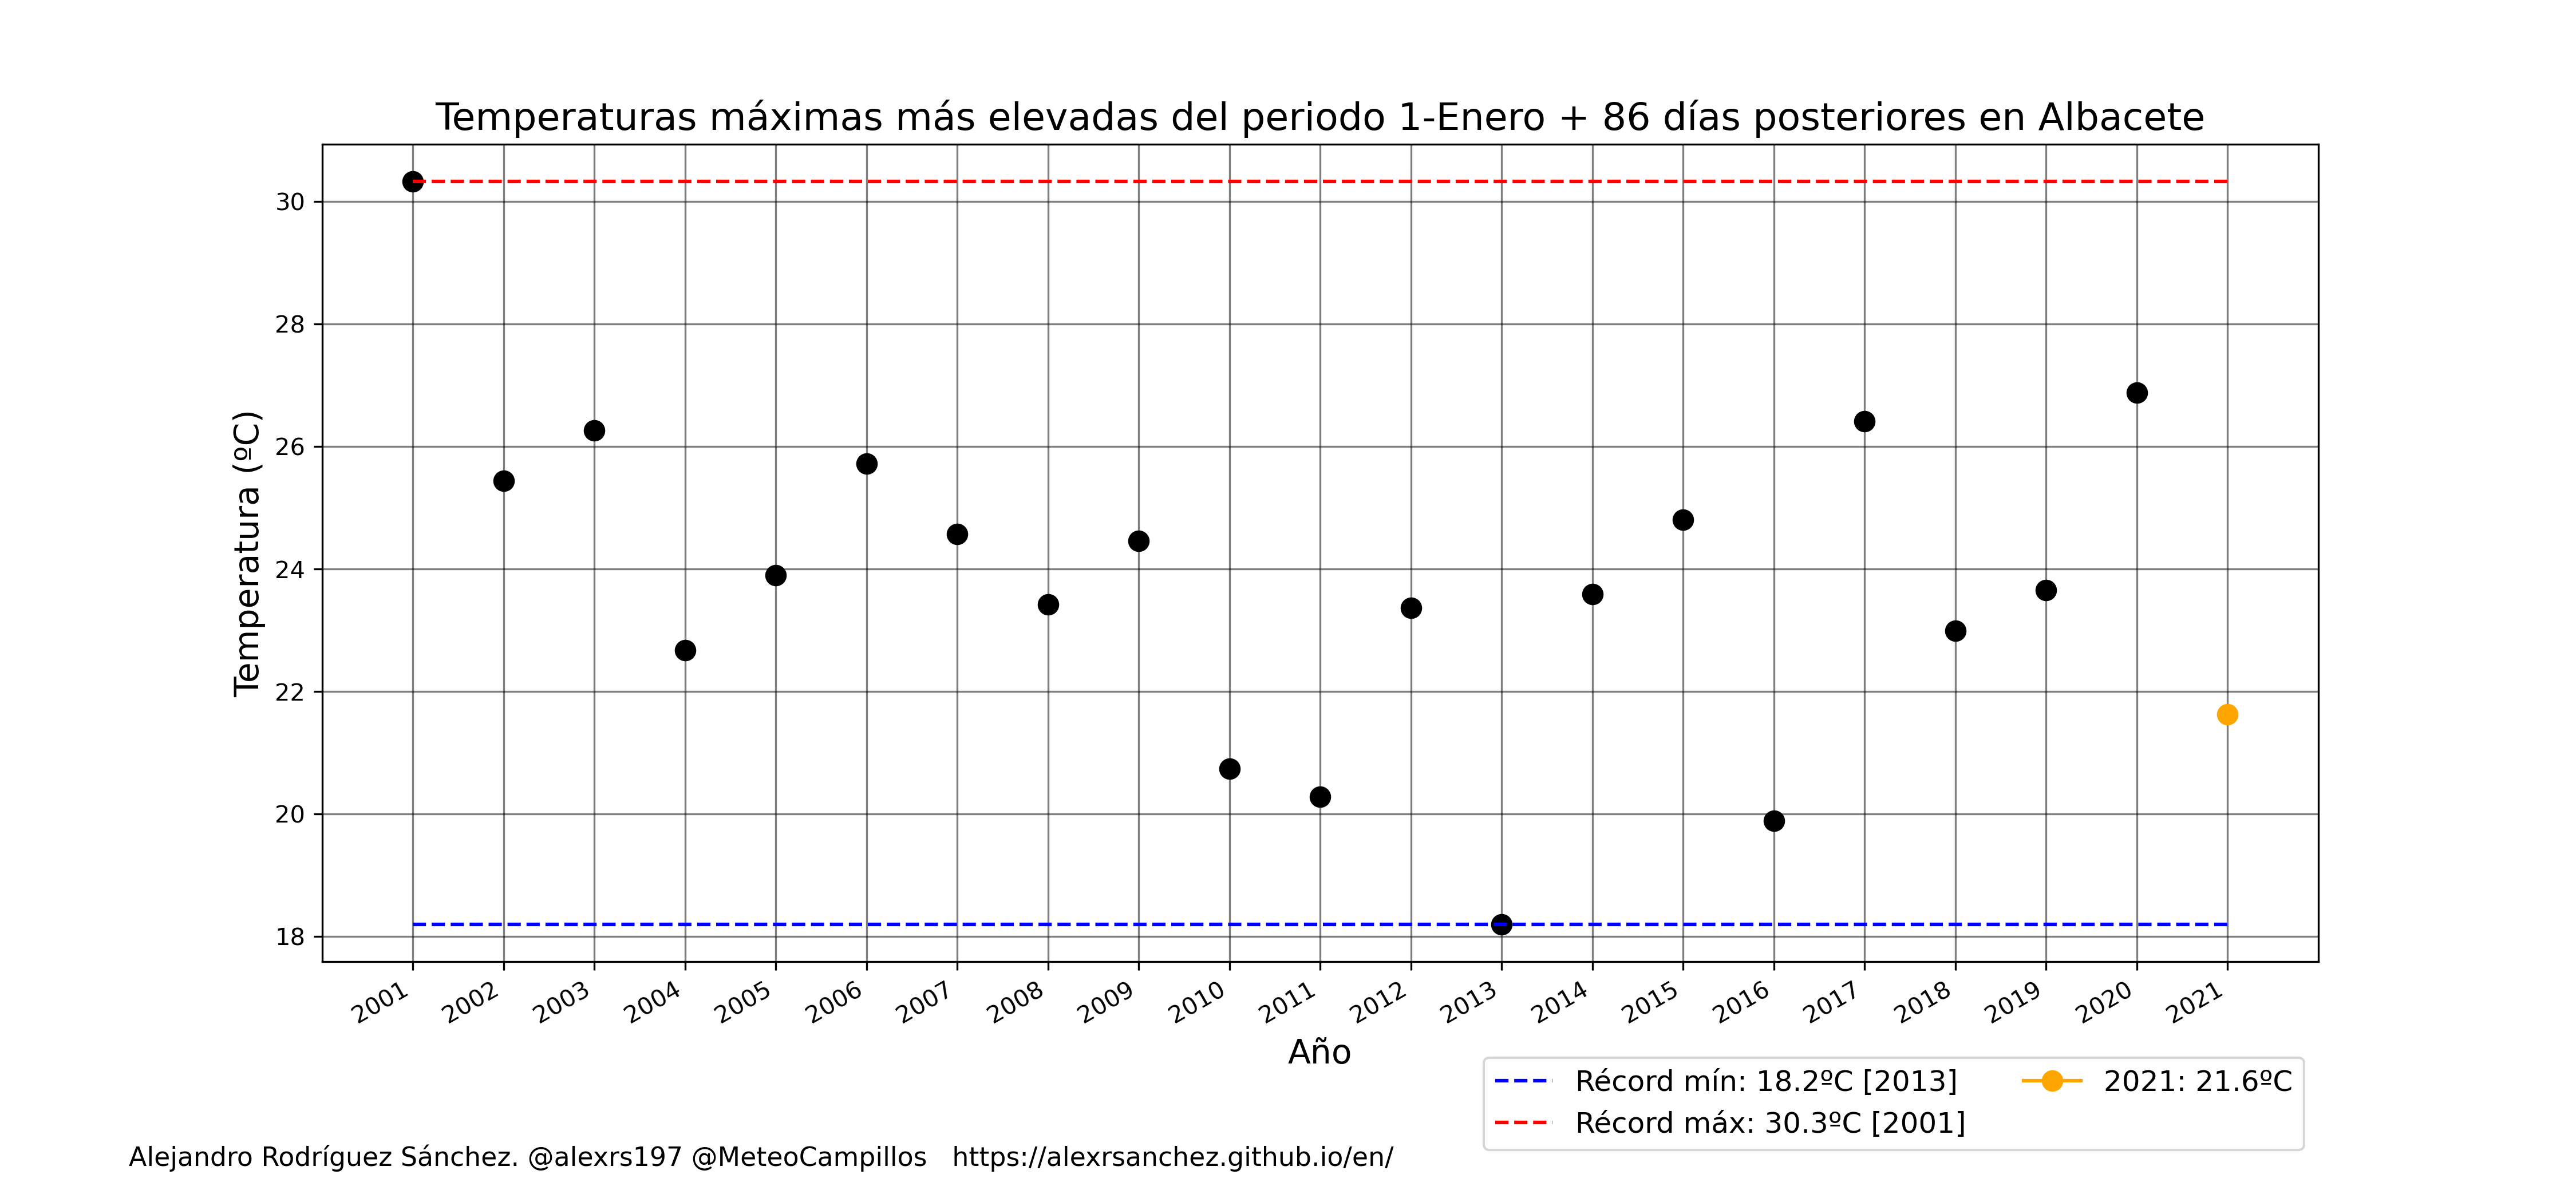 Temperaturas máximas más elevadas del periodo 1-Enero + 86 días posteriores en Albacete
Temperatura (ºC)
30
28
26
24
22
20
18
2001 2002 2003 2004 2005 2006 2007 2008 2009 2010 2011 2012 2013 2014 2015 2016 2017 2018 2019 2020 2021
Año
Récord mín: 18.2ºC [2013]
Récord máx: 30.3ºC [2001]
2021: 21.6ºC
Alejandro Rodríguez Sánchez. @alexrs197 @MeteoCampillos https://alexrsanchez.github.io/en/